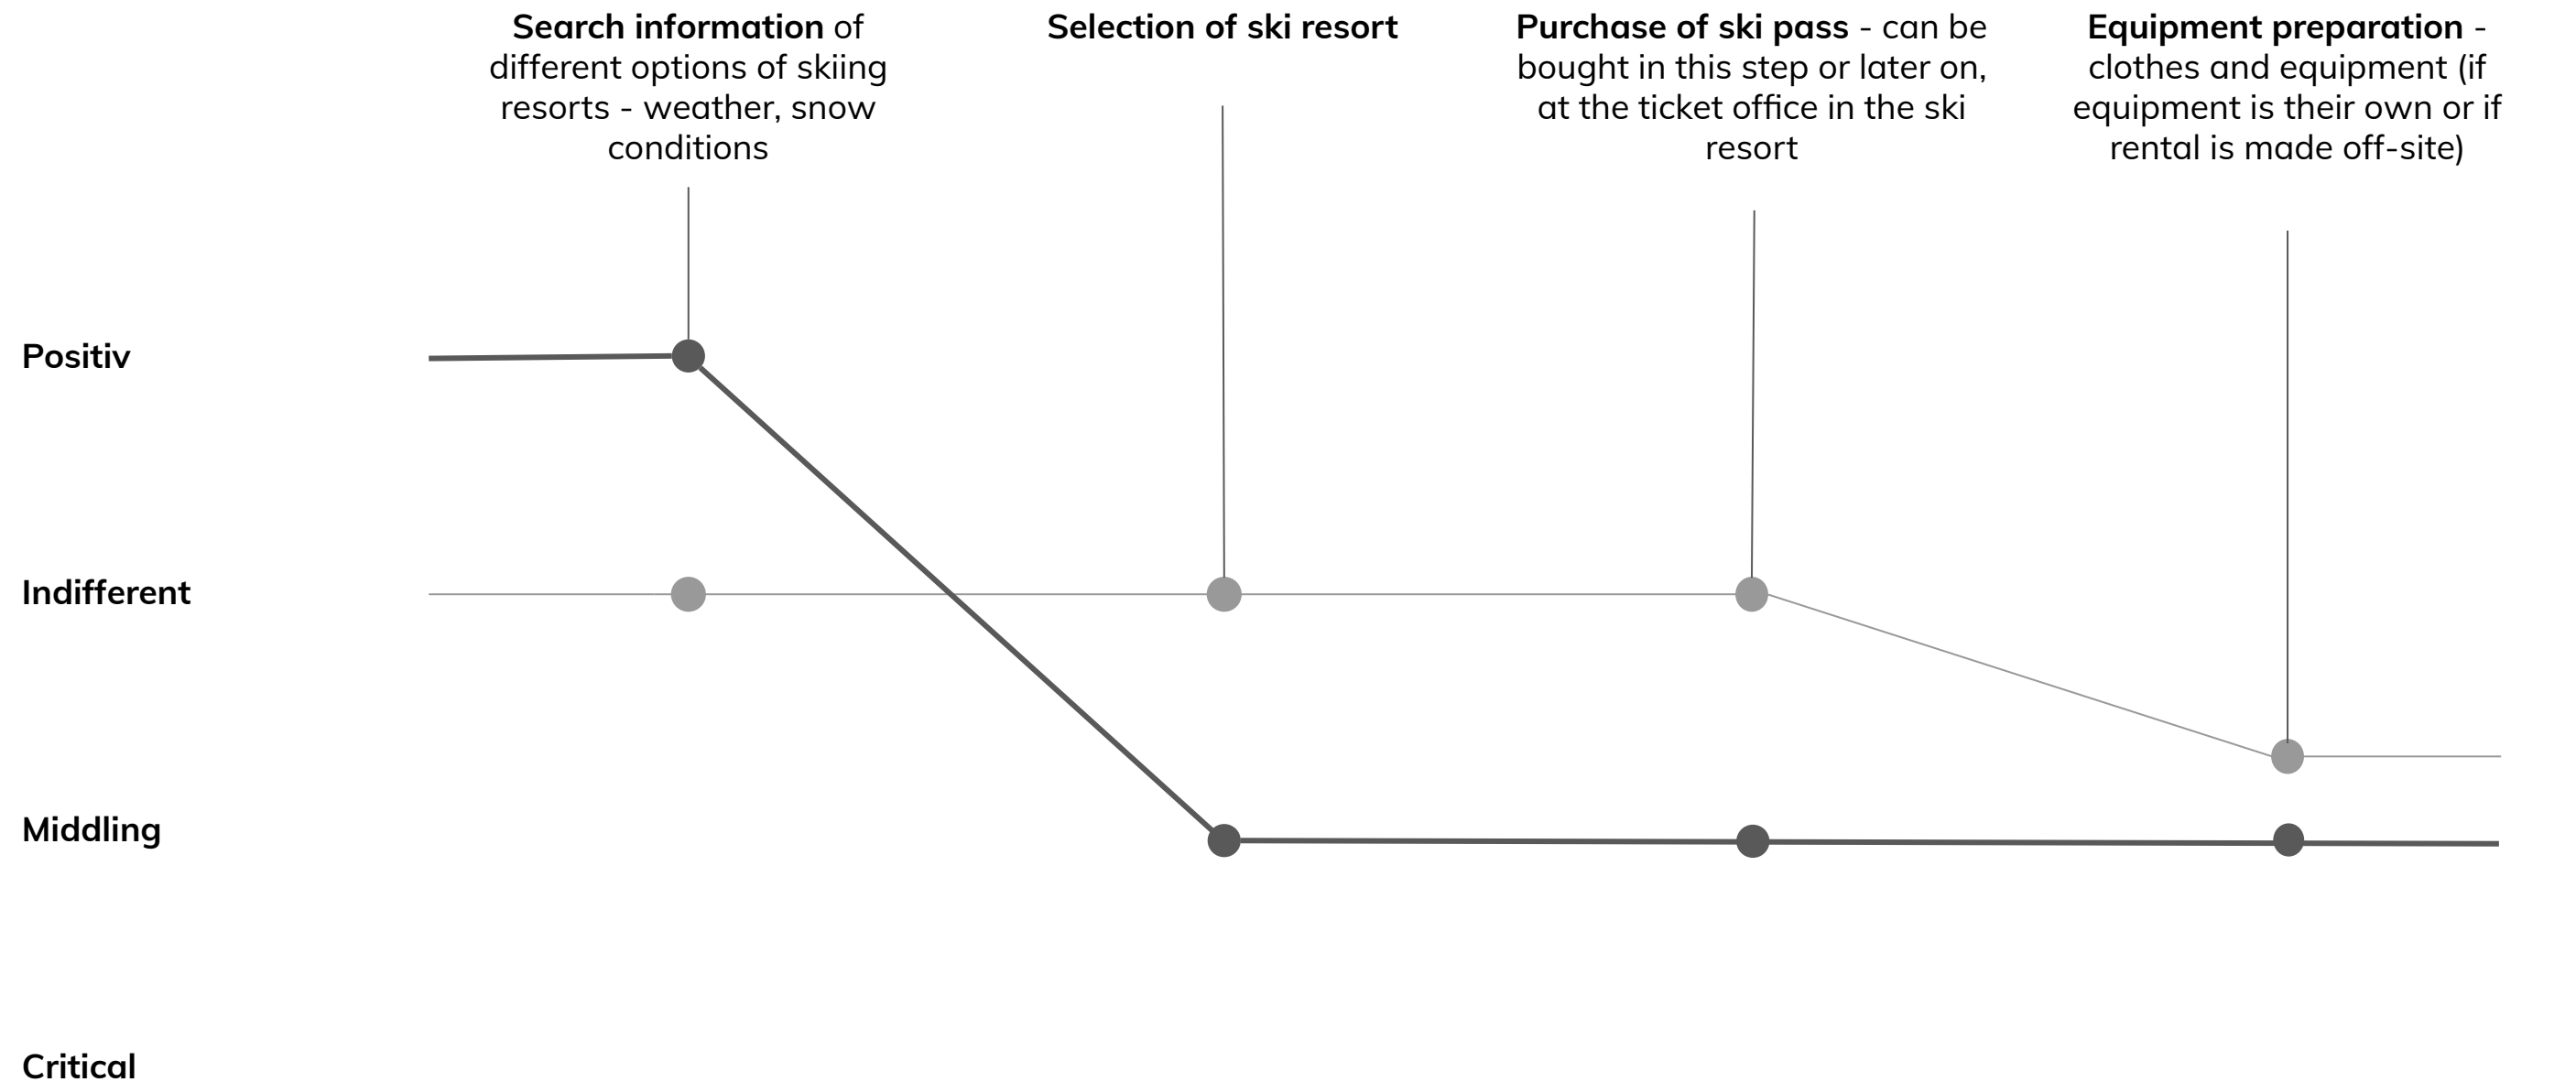 Search information of
different options of skiing
resorts - weather, snow
conditions
Selection of ski resort
Purchase of ski pass - can be
bought in this step or later on,
at the ticket office in the ski
resort
Equipment preparation -
clothes and equipment (if
equipment is their own or if
rental is made off-site)
Positiv
Indifferent
Middling
Critical